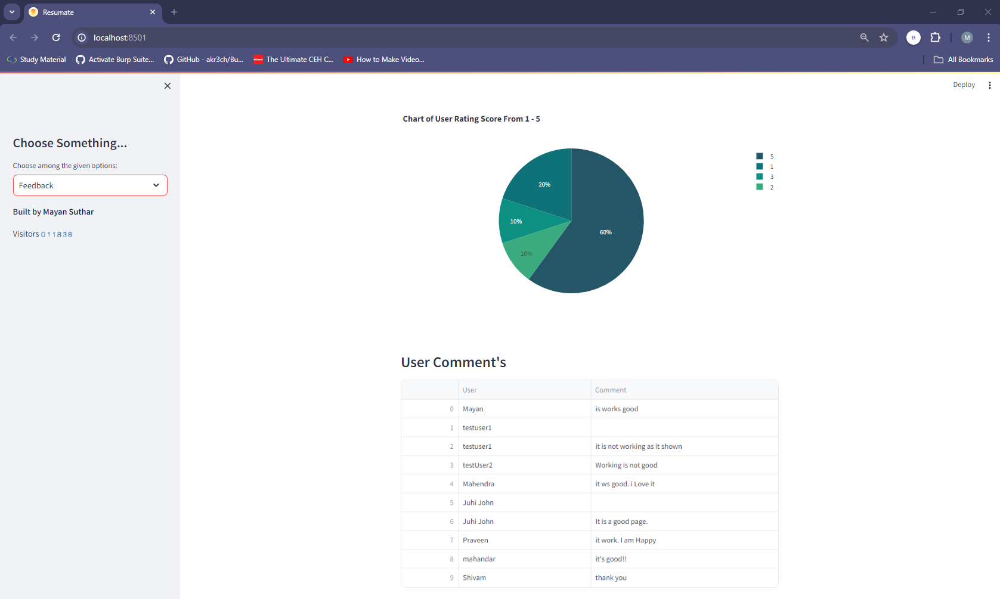 Resumate
localhost:8501
B
M
Study Material
Activate Burp Suite...
GitHub - akr3ch/Bu...
The Ultimate CEH C...
How to Make Video...
All Bookmarks
Deploy
Choose Something...
Choose among the given options:
Feedback
Built by Mayan Suthar
Visitors 011838
Chart of User Rating Score From 1 - 5
5
1
3
2
20%
10%
60%
10%
User Comment's
User Comment
0 Mayan is works good
1 testuser1
2 testuser1 it is not working as it shown
3 testUser2 Working is not good
4 Mahendra it ws good. i Love it
5 Juhi John
6 Juhi John It is a good page.
7 Praveen it work. I am Happy
8 mahandar it's good!!
9 Shivam thank you